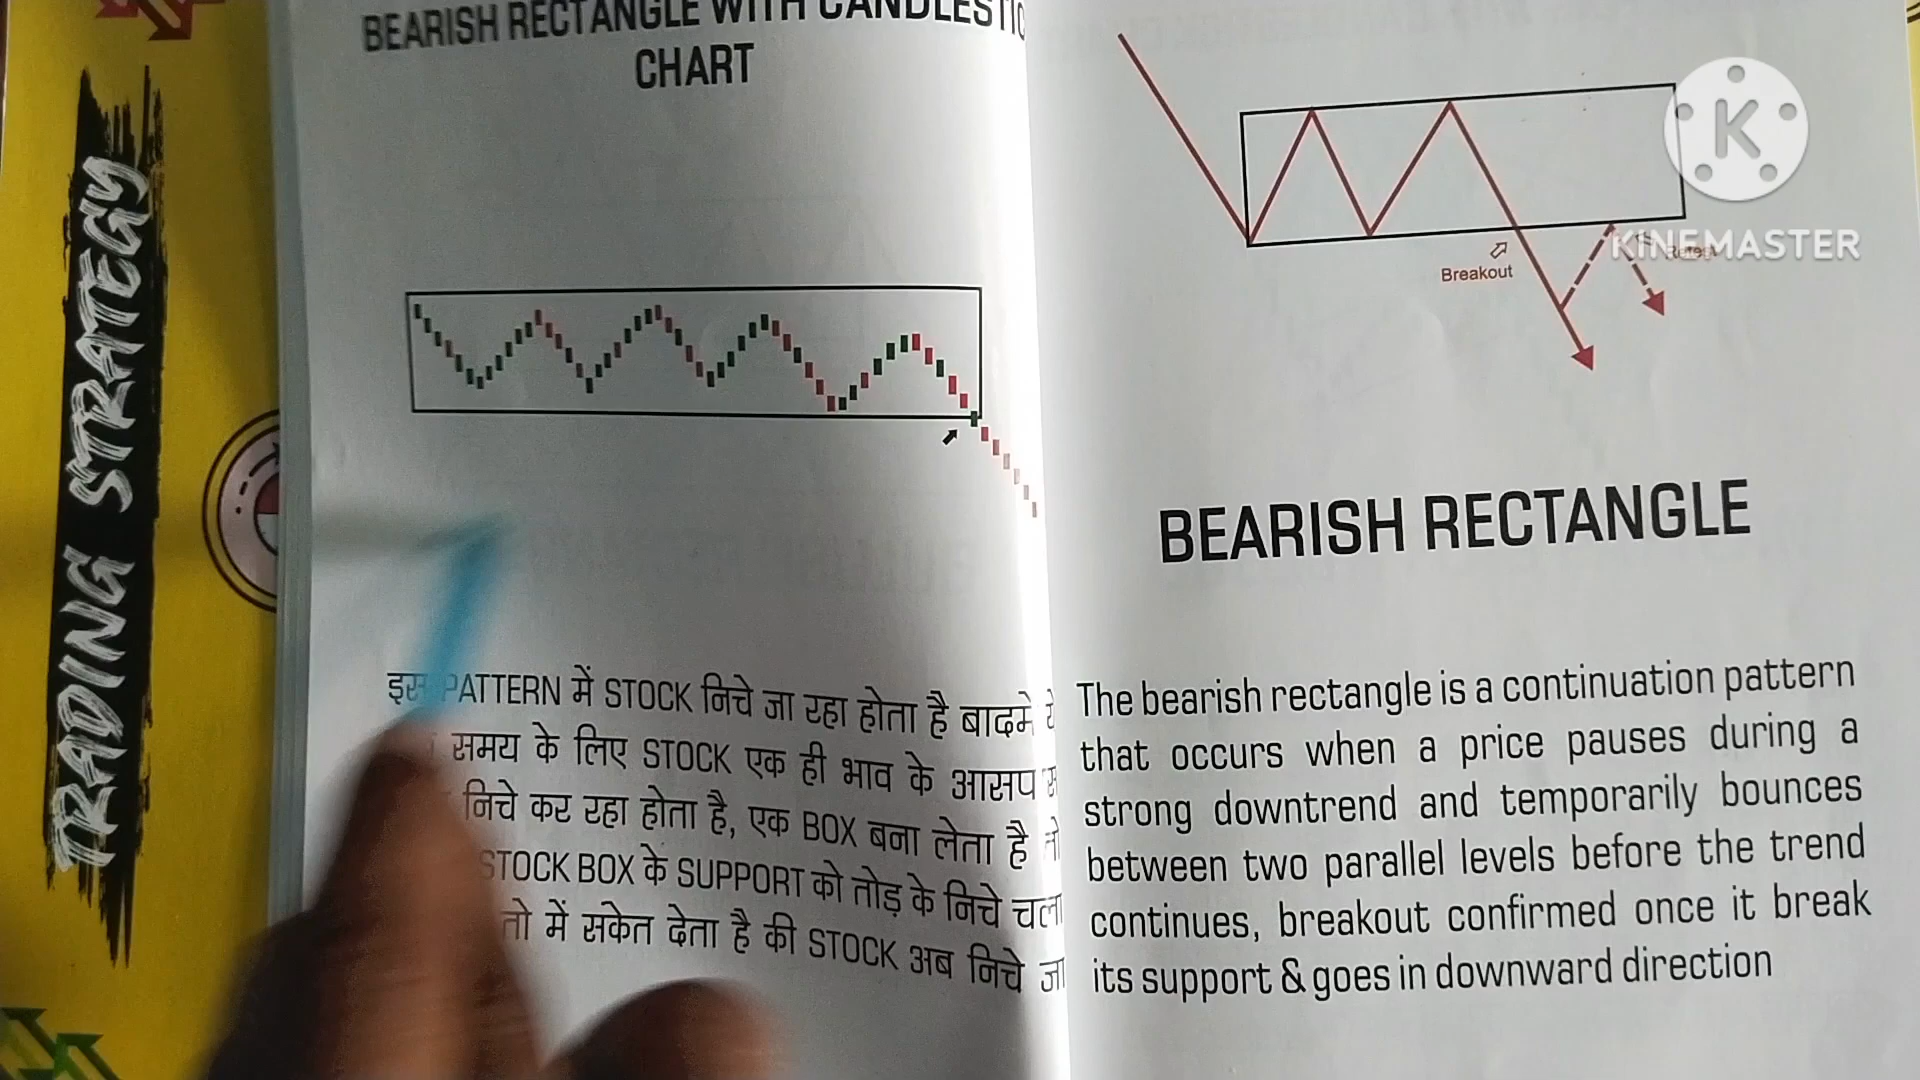 TRADING STRATEGY
BEARISH RECTANGLE WITH CANDLESTIC
CHART
PATTERN में STOCK निचे जा रहा होता है बादमे
समय के लिए STOCK एक ही भाव के आसप
निचे कर रहा होता है, एक BOX बना लेता है तो
STOCK BOX के SUPPORT को तोड़ के निचे चला
तो में सकेत देता है की STOCK अब निचे जा
KINEMASTER
Breakout
BEARISH RECTANGLE
The bearish rectangle is a continuation pattern
that occurs when a price pauses during a
strong downtrend and temporarily bounces
between two parallel levels before the trend
continues, breakout confirmed once it break
its support & goes in downward direction